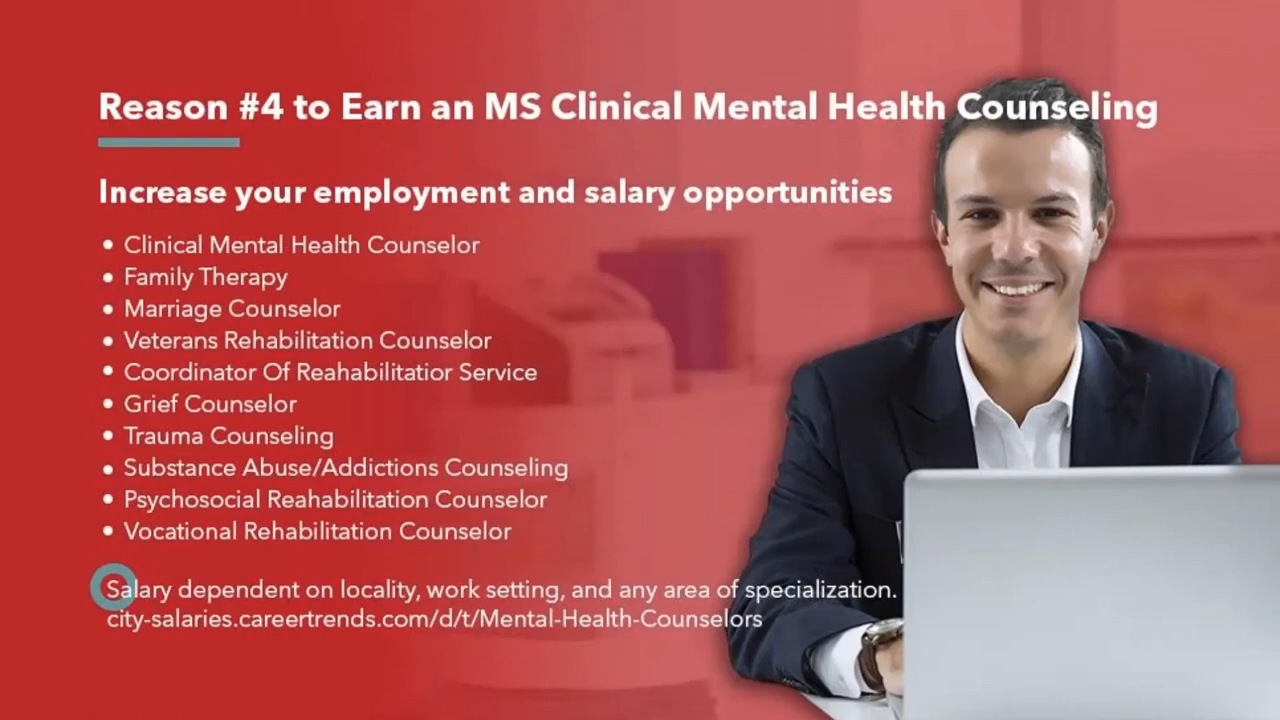 Reason #4 to Earn an MS Clinical Mental Health Counseling
Increase your employment and salary opportunities
• Clinical Mental Health Counselor
• Family Therapy
• Marriage Counselor
• Veterans Rehabilitation Counselor
• Coordinator Of Reahabilitatior Service
• Grief Counselor
• Trauma Counseling
• Substance Abuse/Addictions Counseling
• Psychosocial Reahabilitation Counselor
• Vocational Rehabilitation Counselor
Salary dependent on locality, work setting, and any area of specialization.
city-salaries.careertrends.com/d/t/Mental-Health-Counselors